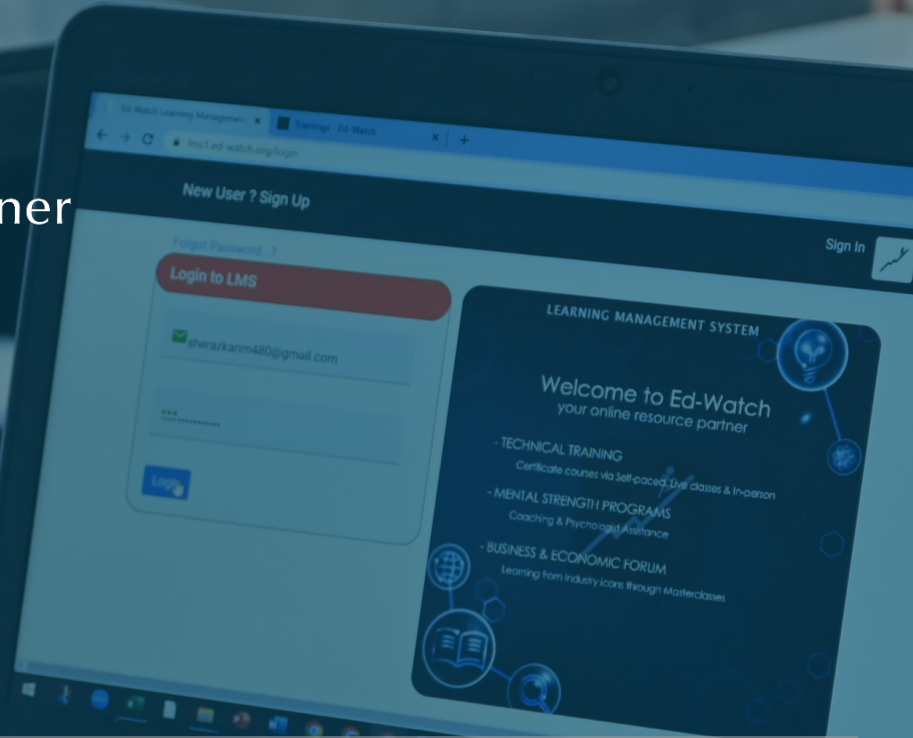 Ed-Watch Learning Management
Trainings - Ed-Watch
lms1.ed-watch.org/login
ner
New User ? Sign Up
Sign In
Forgot Password...?
Login to LMS
sherazkarim480@gmail.com
Login
LEARNING MANAGEMENT SYSTEM
Welcome to Ed-Watch
your online resource partner
- TECHNICAL TRAINING
Certificate courses via Self-paced, Live classes & In-person
- MENTAL STRENGTH PROGRAMS
Coaching & Psychologist Assistance
- BUSINESS & ECONOMIC FORUM
Learning from Industry icons through Masterclasses